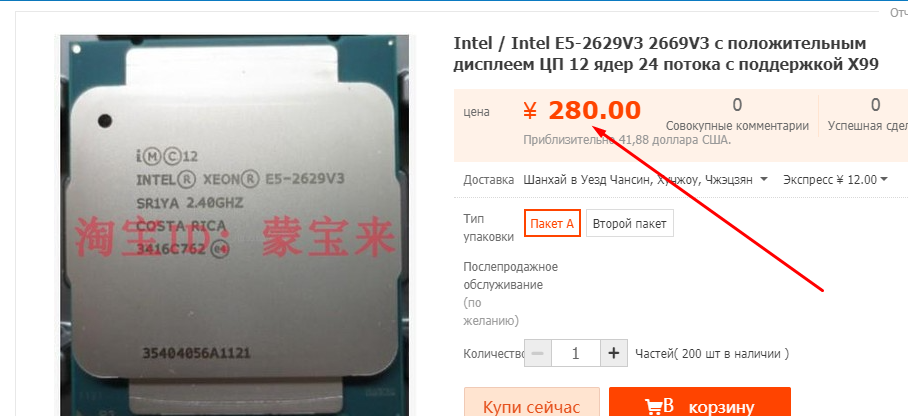 Отч
Intel / Intel E5-2629V3 2669V3 с положительным
дисплеем ЦП 12 ядер 24 потока с поддержкой X99
цена
¥ 280.00
0
0
Совокупные комментарии
Успешная сдел
Приблизительно 41,88 доллара США.
Доставка Шанхай в Уезд Чансин, Хучжоу, Чжэцзян Экспресс ¥ 12.00
Тип
упаковки
Пакет A
Второй пакет
Послепродажное
обслуживание
(по
желанию)
Количество
1
+
Частей( 200 шт в наличии )
Купи сейчас
В корзину
i Ⓜ Ⓒ 12
INTEL® XEON® E5-2629V3
SR1YA 2.40GHZ
COSTA RICA
3416C762 e4
淘宝ID：蒙宝来
35404056A1121